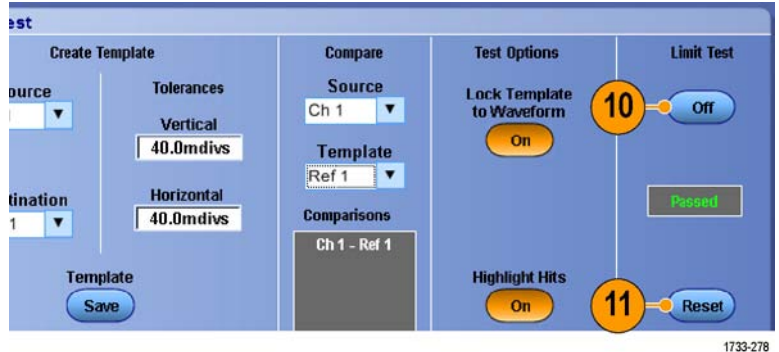 est
Create Template
Compare
Test Options
Limit Test
ource
Tolerances
Source
Lock Template
to Waveform
10
Off
Vertical
Ch 1
On
40.0mdivs
Template
Ref 1
tination
Horizontal
Passed
1
40.0mdivs
Comparisons
Ch 1 - Ref 1
Template
Highlight Hits
Save
On
11
Reset
1733-278